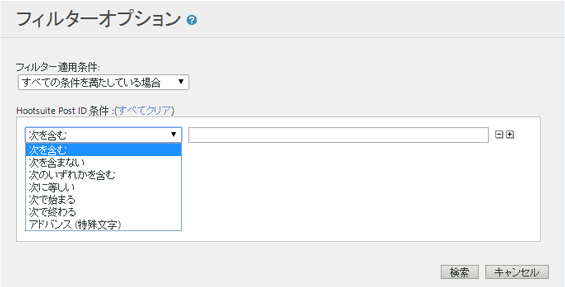 フィルターオプション ?
フィルター適用条件:
すべての条件を満たしている場合
Hootsuite Post ID 条件 :(すべてクリア)
次を含む
次を含む
次を含まない
次のいずれかを含む
次に等しい
次で始まる
次で終わる
アドバンス (特殊文字)
検索 キャンセル